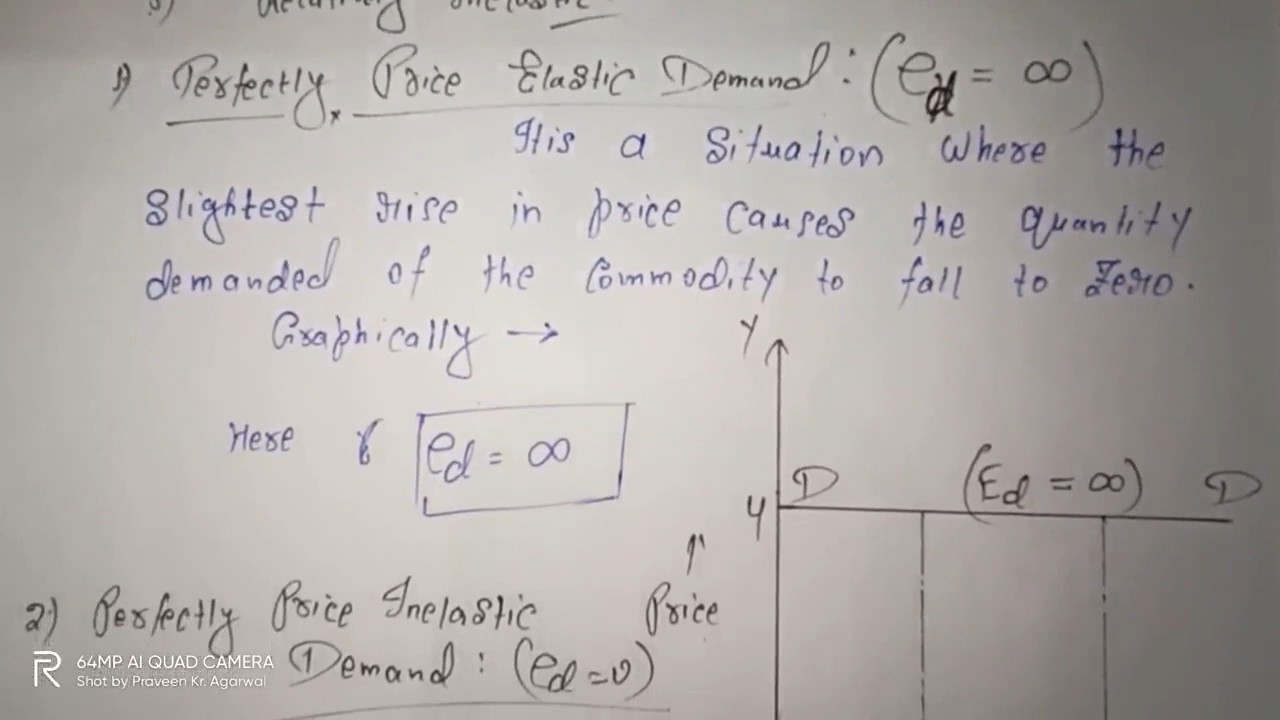 1) Perfectly Price Elastic Demand : (ed = ∞)
It is a Situation Where the
Slightest rise in price causes the quantity
demanded of the Commodity to fall to Zero.
Graphically →
Y
Here
ed = ∞
D (Ed = ∞) D
4
2) Perfectly Price Inelastic
Demand : (ed = 0)
↑
Price
64MP AI QUAD CAMERA
Shot by Praveen Kr. Agarwal